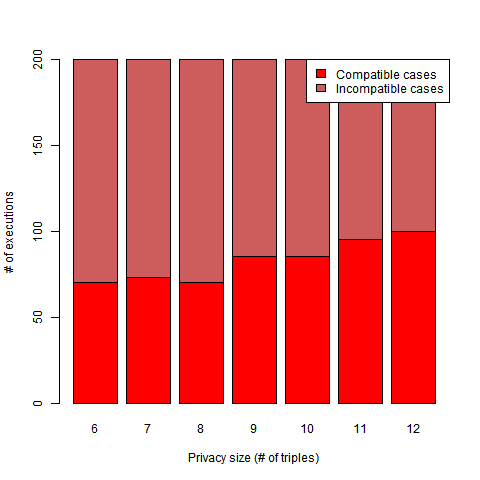 200
150
100
50
0
# of executions
Compatible cases
Incompatible cases
6 7 8 9 10 11 12
Privacy size (# of triples)